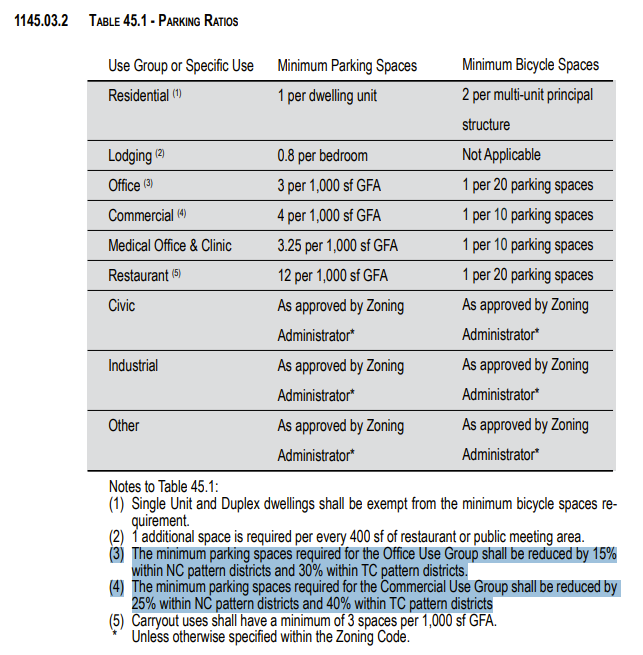 1145.03.2 Table 45.1 - Parking Ratios
Use Group or Specific Use Minimum Parking Spaces Minimum Bicycle Spaces
Residential (1) 1 per dwelling unit 2 per multi-unit principal
structure
Lodging (2) 0.8 per bedroom Not Applicable
Office (3) 3 per 1,000 sf GFA 1 per 20 parking spaces
Commercial (4) 4 per 1,000 sf GFA 1 per 10 parking spaces
Medical Office & Clinic 3.25 per 1,000 sf GFA 1 per 10 parking spaces
Restaurant (5) 12 per 1,000 sf GFA 1 per 20 parking spaces
Civic As approved by Zoning As approved by Zoning
Administrator* Administrator*
Industrial As approved by Zoning As approved by Zoning
Administrator* Administrator*
Other As approved by Zoning As approved by Zoning
Administrator* Administrator*
Notes to Table 45.1:
(1) Single Unit and Duplex dwellings shall be exempt from the minimum bicycle spaces re-
quirement.
(2) 1 additional space is required per every 400 sf of restaurant or public meeting area.
(3) The minimum parking spaces required for the Office Use Group shall be reduced by 15%
within NC pattern districts and 30% within TC pattern districts.
(4) The minimum parking spaces required for the Commercial Use Group shall be reduced by
25% within NC pattern districts and 40% within TC pattern districts
(5) Carryout uses shall have a minimum of 3 spaces per 1,000 sf GFA.
* Unless otherwise specified within the Zoning Code.